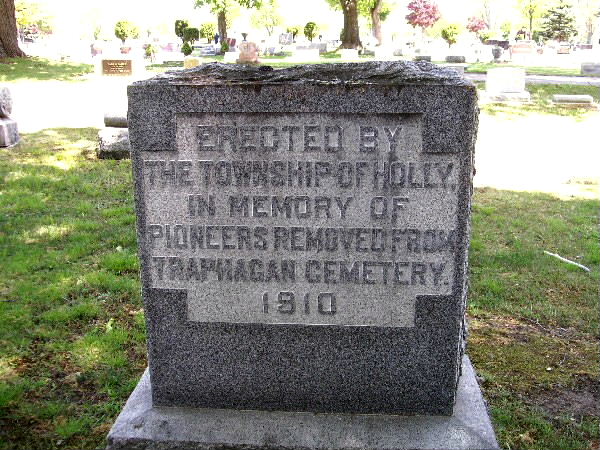 ERECTED BY
THE TOWNSHIP OF HOLLY.
IN MEMORY OF
PIONEERS REMOVED FROM
TRAPHAGAN CEMETERY.
1910